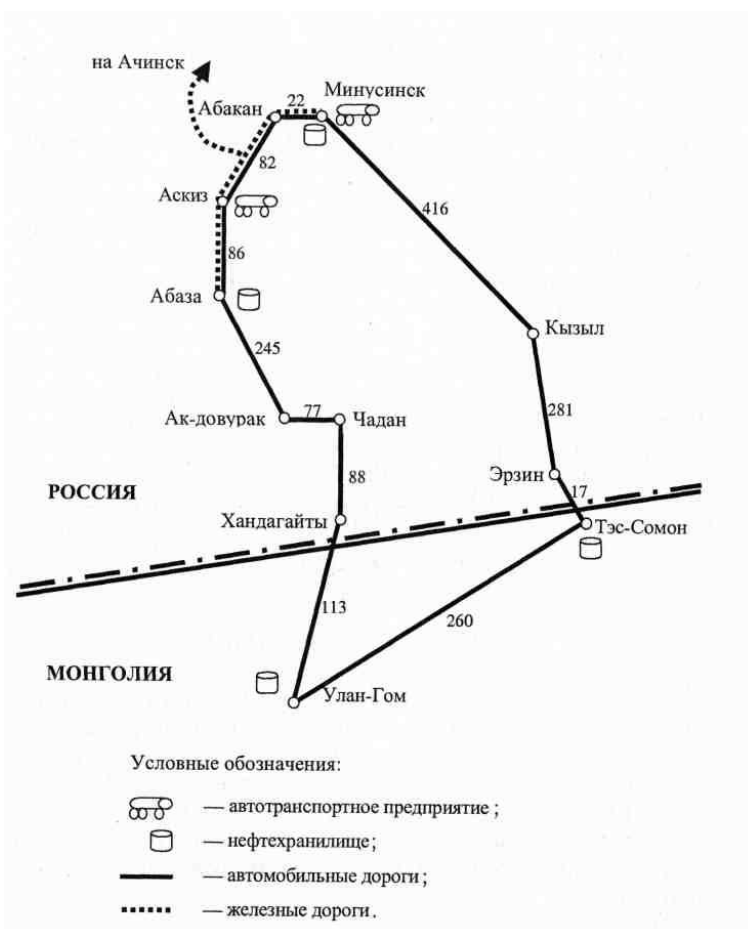 на Ачинск
Минусинск
Абакан
22
82
Аскиз
416
86
Абаза
Кызыл
245
Ак-довурак
77
Чадан
281
88
Эрзин
РОССИЯ
17
Хандагайты
Тэс-Сомон
113
260
МОНГОЛИЯ
Улан-Гом
Условные обозначения:
— автотранспортное предприятие;
— нефтехранилище;
— автомобильные дороги;
— железные дороги.